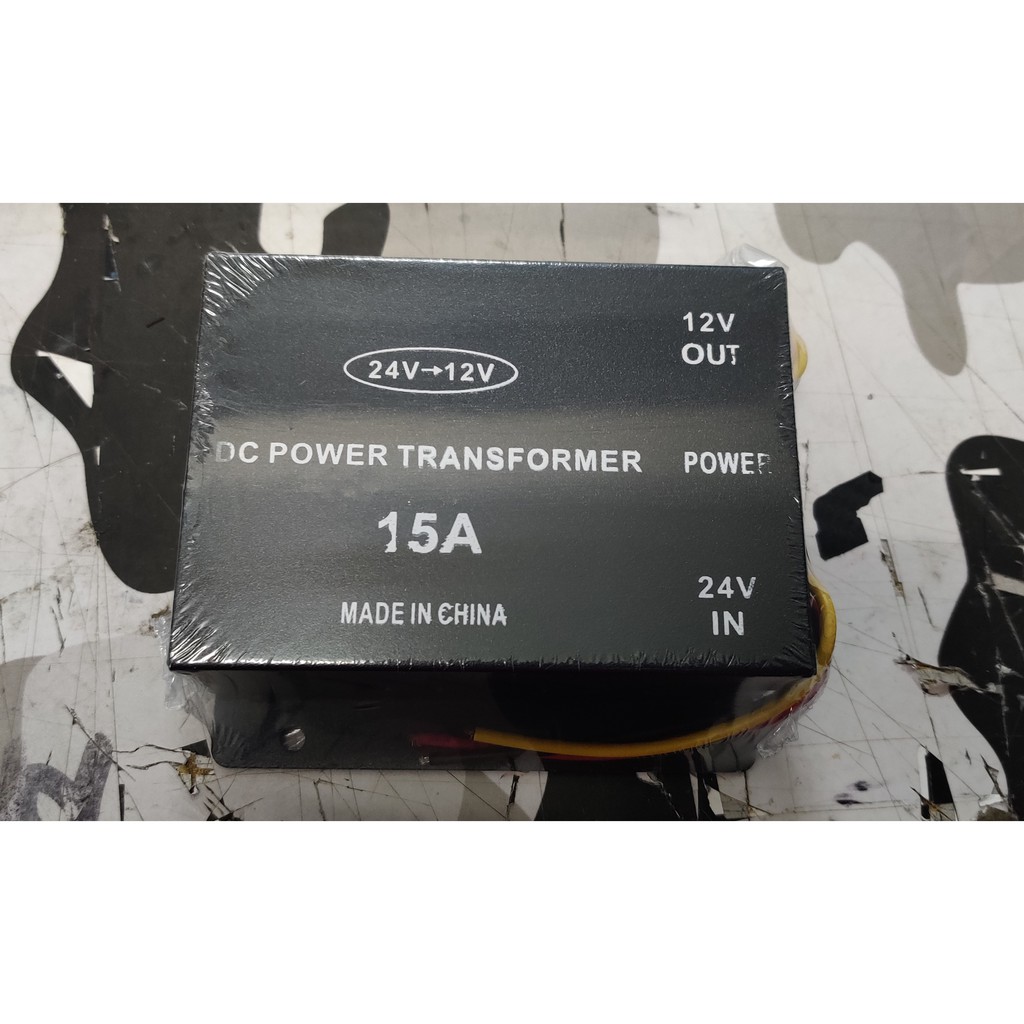 12V
OUT
24V→12V
DC POWER TRANSFORMER
POWER
15A
24V
IN
MADE IN CHINA